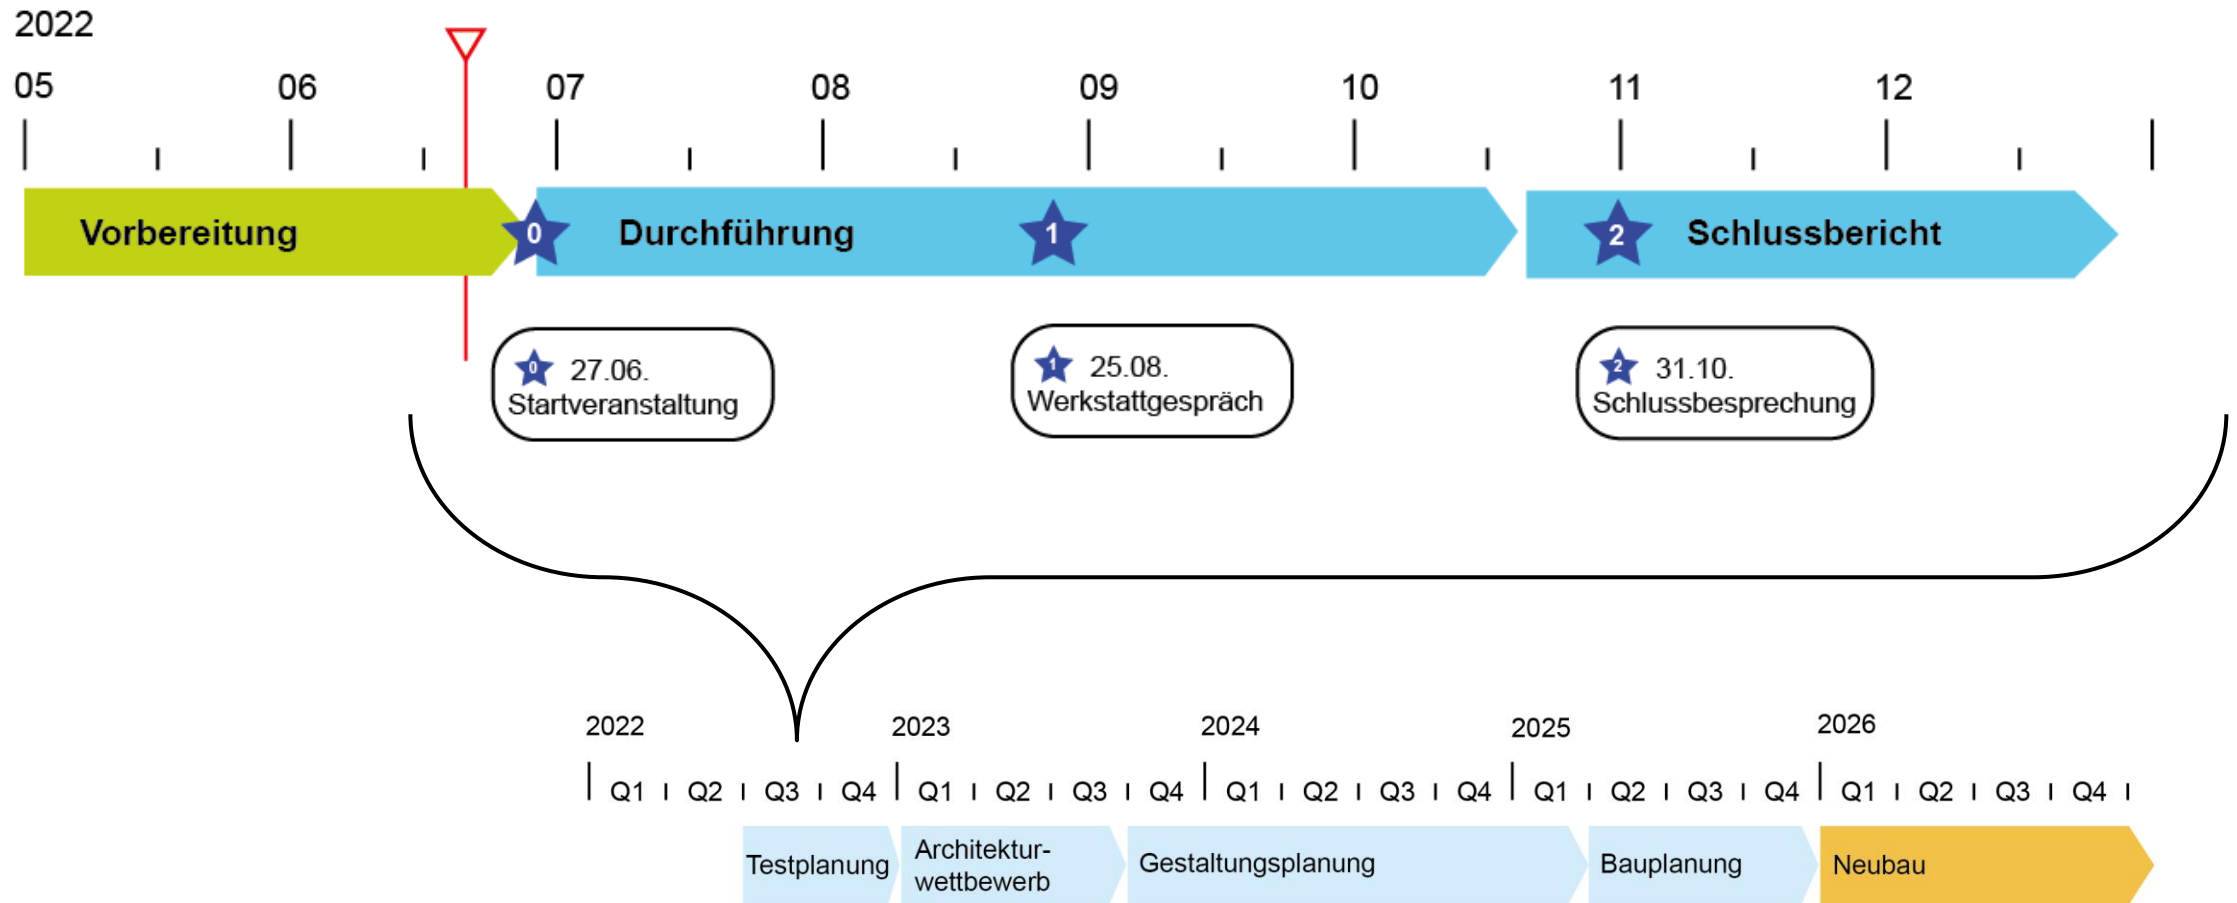 2022
05 06 07 08 09 10 11 12
Vorbereitung 0 Durchführung 1 2 Schlussbericht
0 27.06.
Startveranstaltung
1 25.08.
Werkstattgespräch
2 31.10.
Schlussbesprechung
2022 2023 2024 2025 2026
Q1 Q2 Q3 Q4 Q1 Q2 Q3 Q4 Q1 Q2 Q3 Q4 Q1 Q2 Q3 Q4 Q1 Q2 Q3 Q4
Testplanung
Architektur-
wettbewerb
Gestaltungsplanung
Bauplanung
Neubau